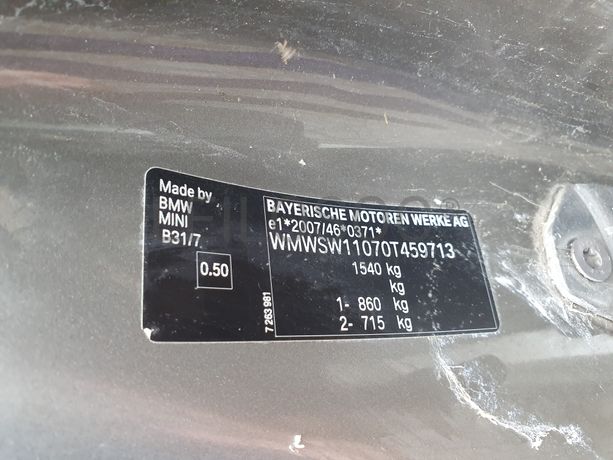 Made by
BMW
MINI
B31/7
0.50
BAYERISCHE MOTOREN WERKE AG
e1*2007/46*0371*
WMWSW11070T459713
1540 kg
kg
1- 860 kg
2- 715 kg
7 263 981